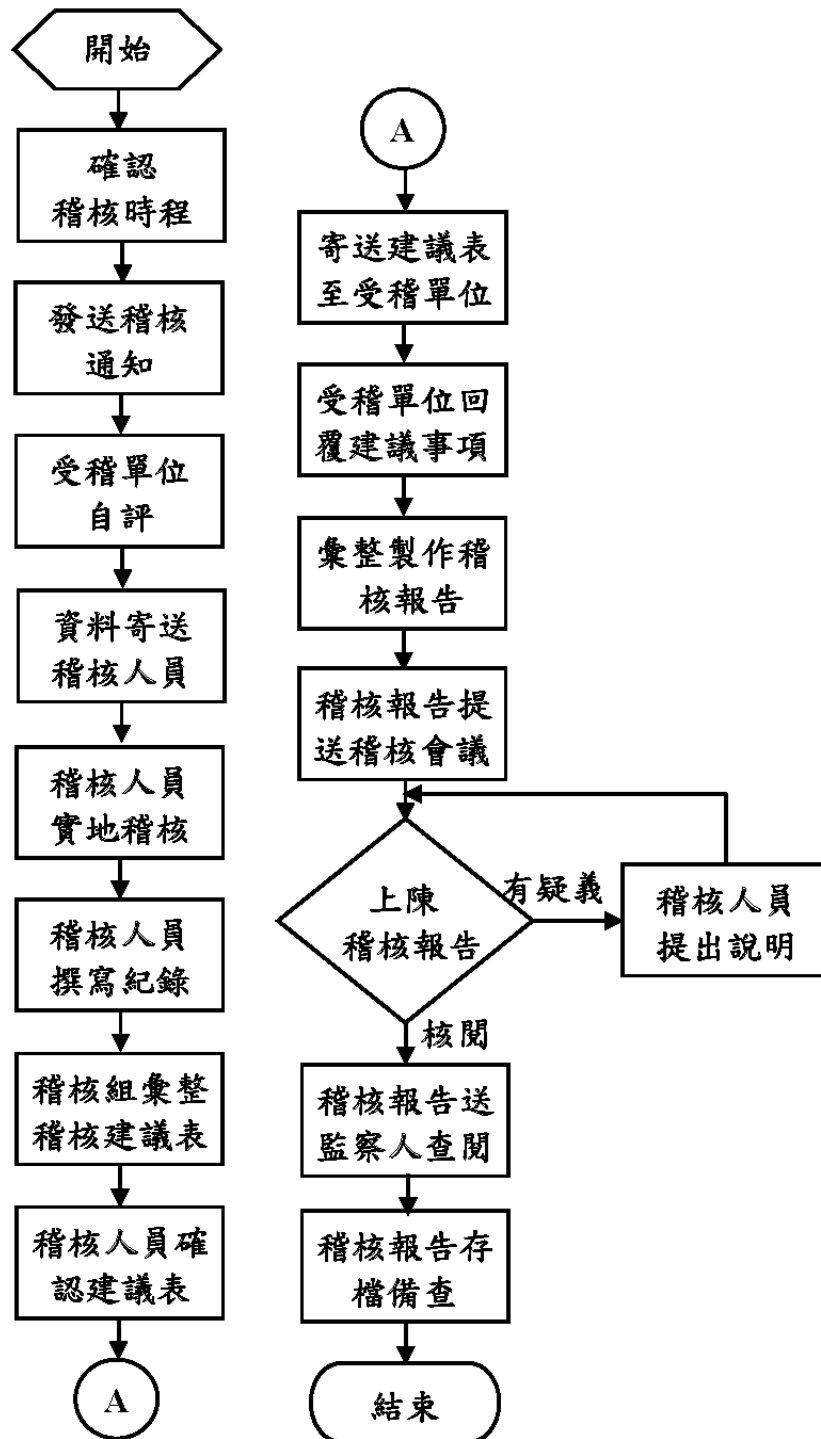 開始
確認
稽核時程
發送稽核
通知
受稽單位
自評
資料寄送
稽核人員
稽核人員
實地稽核
稽核人員
撰寫紀錄
稽核組彙整
稽核建議表
稽核人員確
認建議表
A
A
寄送建議表
至受稽單位
受稽單位回
覆建議事項
彙整製作稽
核報告
稽核報告提
送稽核會議
上陳
稽核報告
有疑義
稽核人員
提出說明
核閱
稽核報告送
監察人查閱
稽核報告存
檔備查
結束